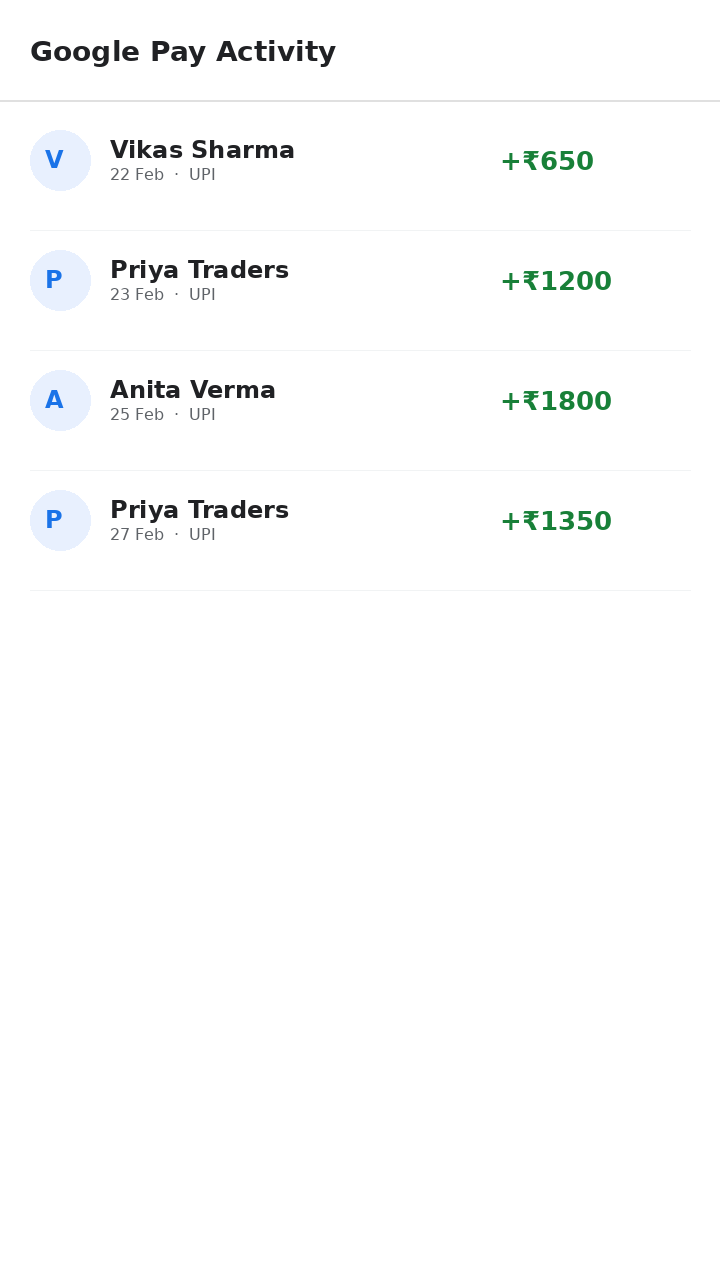 Google Pay Activity
V
Vikas Sharma
22 Feb · UPI
+₹650
P
Priya Traders
23 Feb · UPI
+₹1200
A
Anita Verma
25 Feb · UPI
+₹1800
P
Priya Traders
27 Feb · UPI
+₹1350